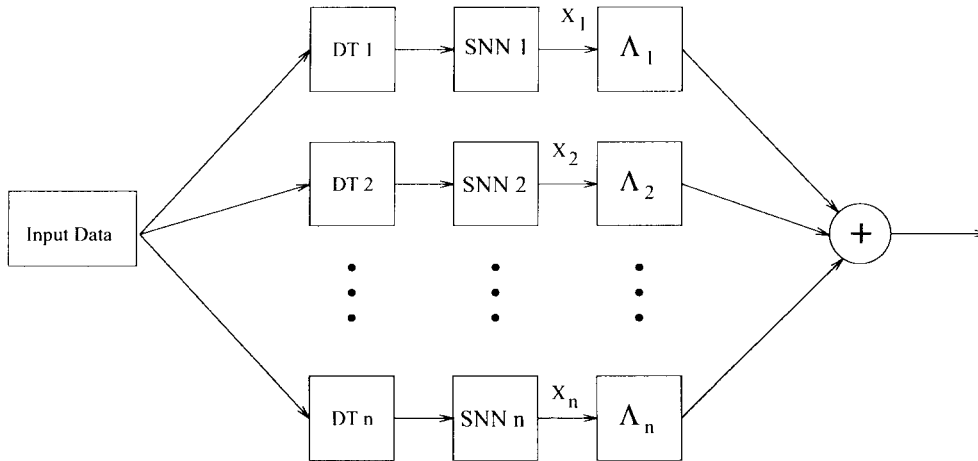 X₁
DT 1
SNN 1
Λ₁
X₂
DT 2
SNN 2
Λ₂
Input Data
+
Xₙ
DT n
SNN n
Λₙ